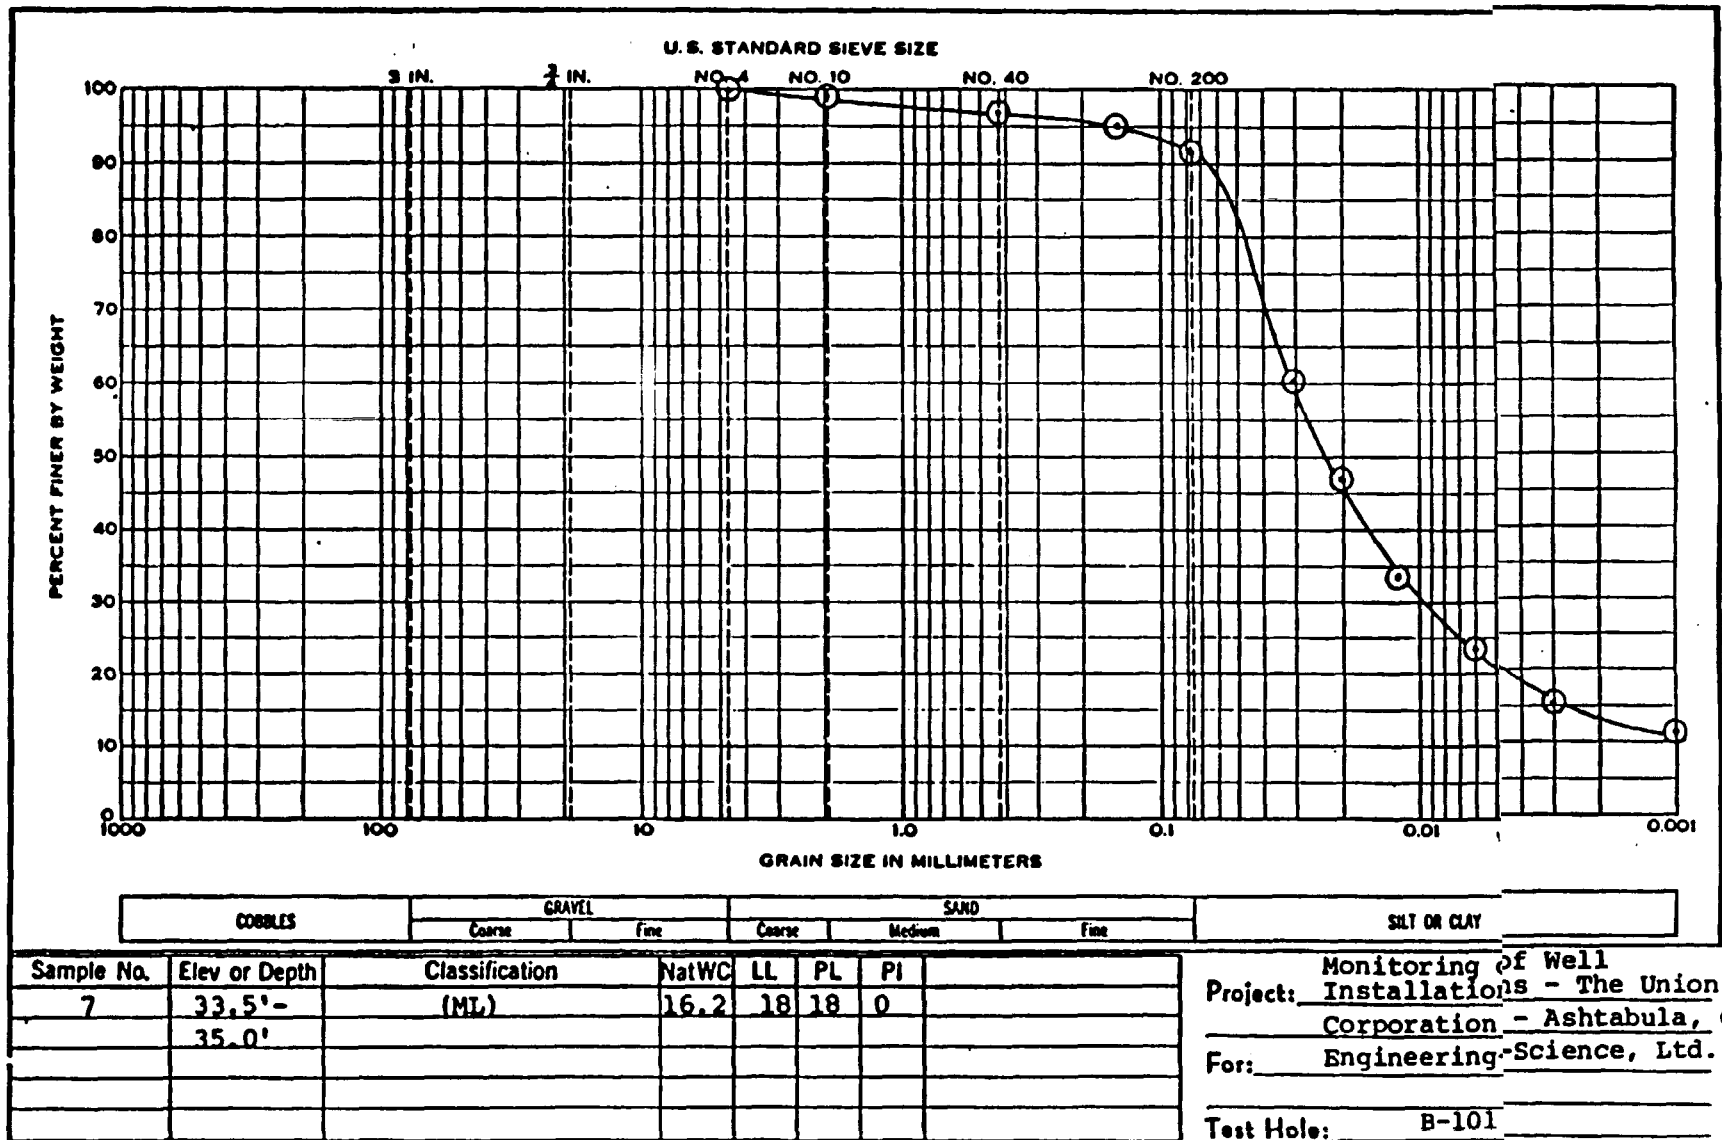 U.S. STANDARD SIEVE SIZE
3 IN. 3/4 IN. NO. 4 NO. 10 NO. 40 NO. 200
100
90
80
70
60
50
40
30
20
10
0
PERCENT FINER BY WEIGHT
1000 100 10 1.0 0.1 0.01 0.001
GRAIN SIZE IN MILLIMETERS
COBBLES GRAVEL SAND SILT OR CLAY
Coarse Fine Coarse Medium Fine
Sample No. Elev or Depth Classification NatWC LL PL PI
7 33.5'- (ML) 16.2 18 18 0
35.0'
Monitoring of Well
Project: Installations - The Union
Corporation - Ashtabula,
For: Engineering-Science, Ltd.
Test Hole: B-101